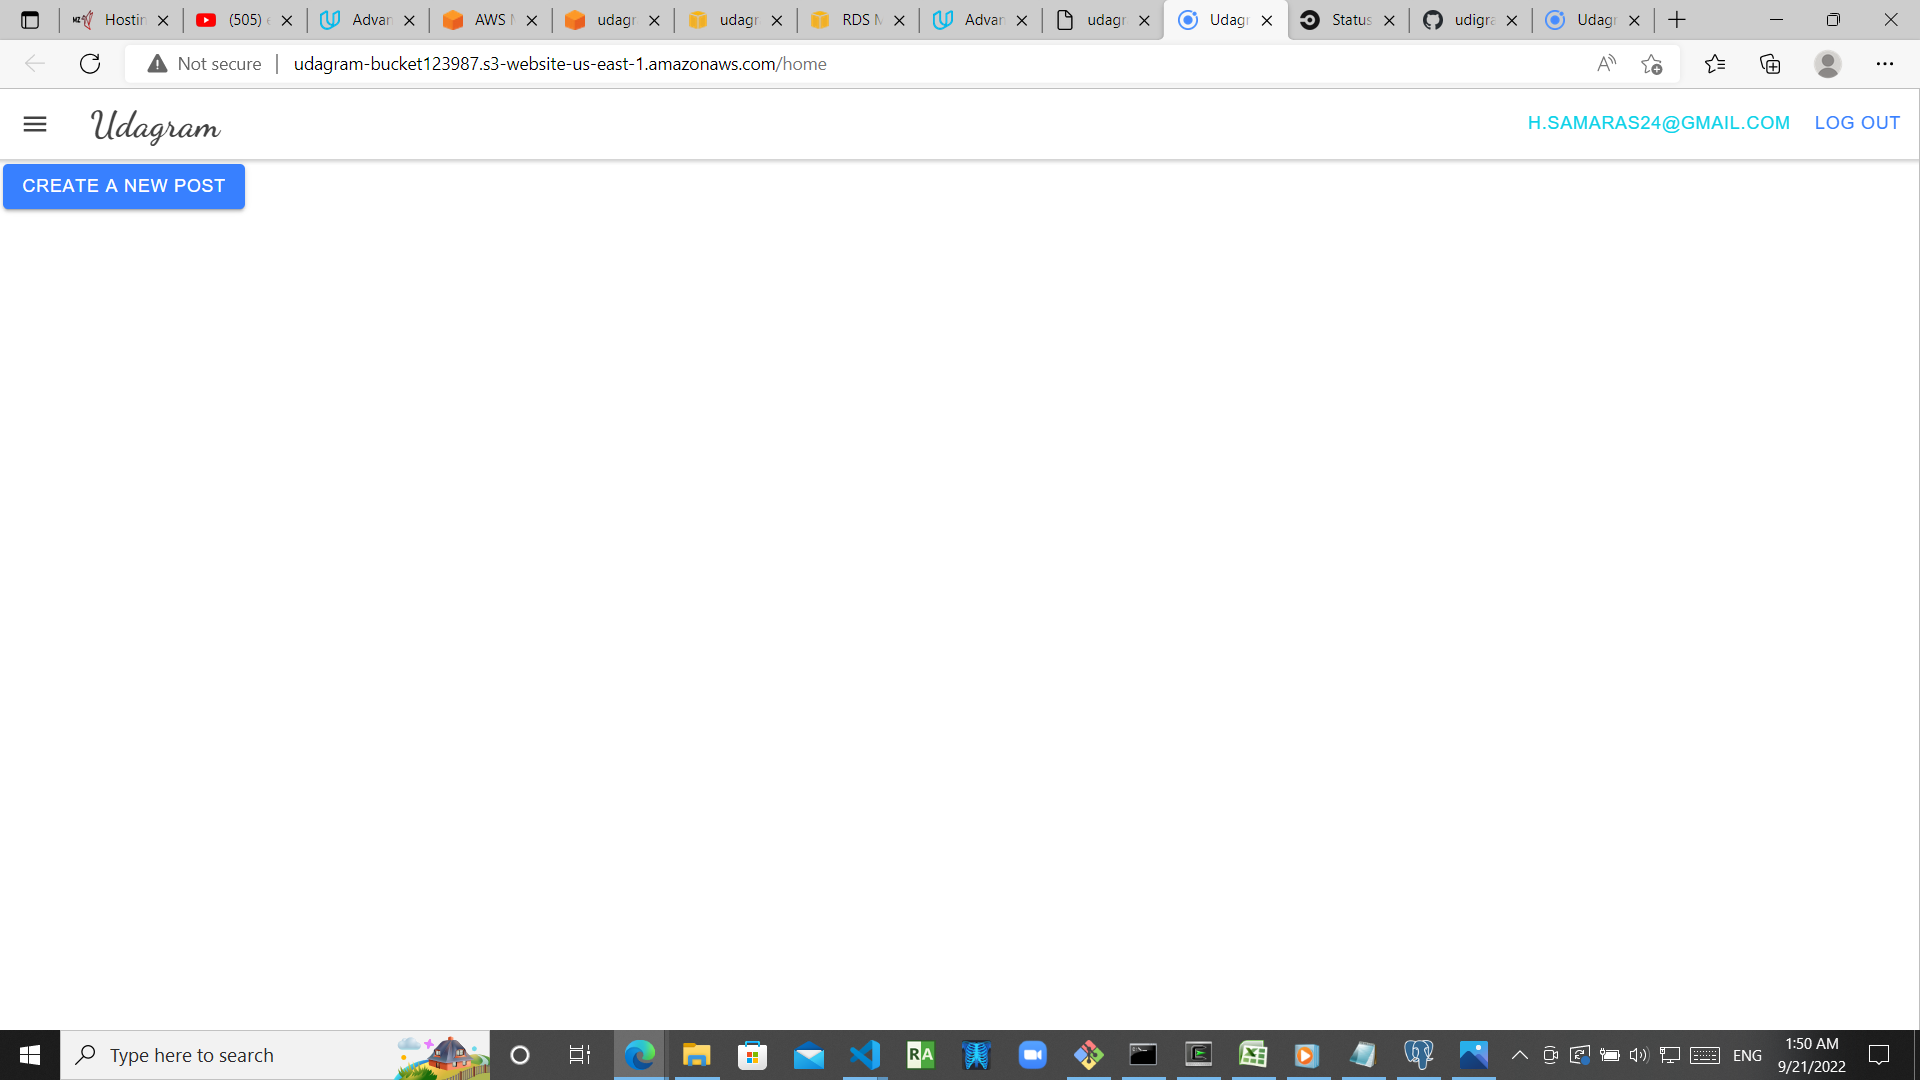 Hostin
(505) e
Advan
AWS M
udagr
udagr
RDS M
Advan
udagr
Udagr
Status
udigra
Udagr
Not secure
udagram-bucket123987.s3-website-us-east-1.amazonaws.com/home
Udagram
H.SAMARAS24@GMAIL.COM
LOG OUT
CREATE A NEW POST
Type here to search
RA
ENG
1:50 AM
9/21/2022